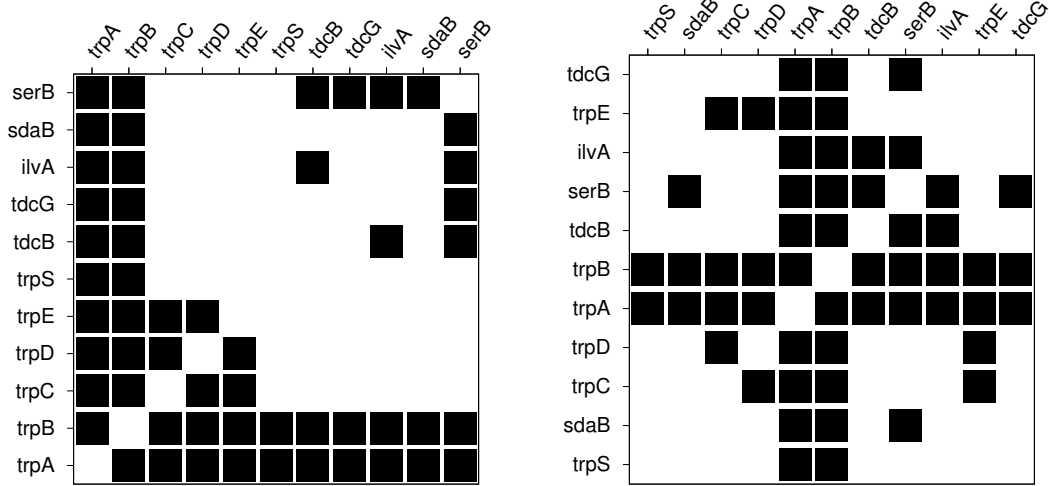 trpA trpB trpC trpD trpE trpS tdcB tdcG ilvA sdaB serB
serB
sdaB
ilvA
tdcG
tdcB
trpS
trpE
trpD
trpC
trpB
trpA
trpS sdaB trpC trpD trpA trpB tdcB serB ilvA trpE tdcG
tdcG
trpE
ilvA
serB
tdcB
trpB
trpA
trpD
trpC
sdaB
trpS